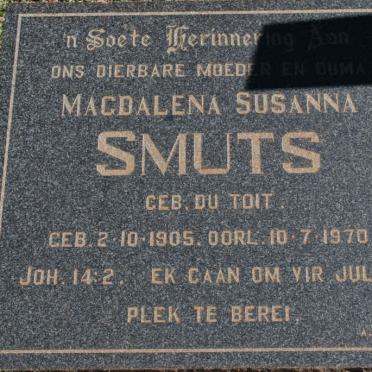 'n Soete Herinnering Aan
ONS DIERBARE MOEDER EN OUMA
MAGDALENA SUSANNA
SMUTS
GEB. DU TOIT.
GEB. 2-10-1905. OORL. 10-7-1970
JOH. 14:2. EK GAAN OM VIR JUL
PLEK TE BEREI.